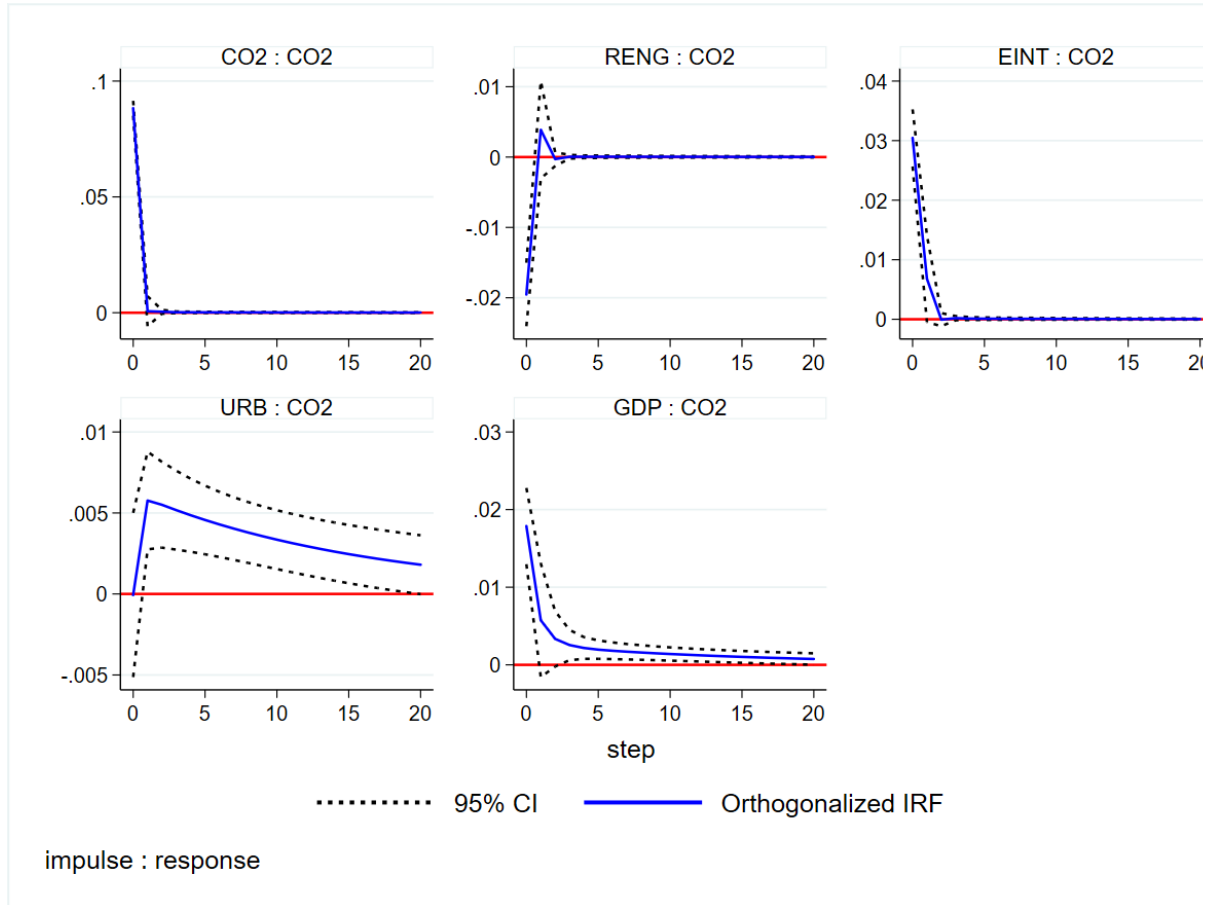 CO2 : CO2
.1
.05
0
0 5 10 15 20
RENG : CO2
.01
0
-.01
-.02
0 5 10 15 20
EINT : CO2
.04
.03
.02
.01
0
0 5 10 15 20
URB : CO2
.01
.005
0
-.005
0 5 10 15 20
GDP : CO2
.03
.02
.01
0
0 5 10 15 20
step
95% CI Orthogonalized IRF
impulse : response